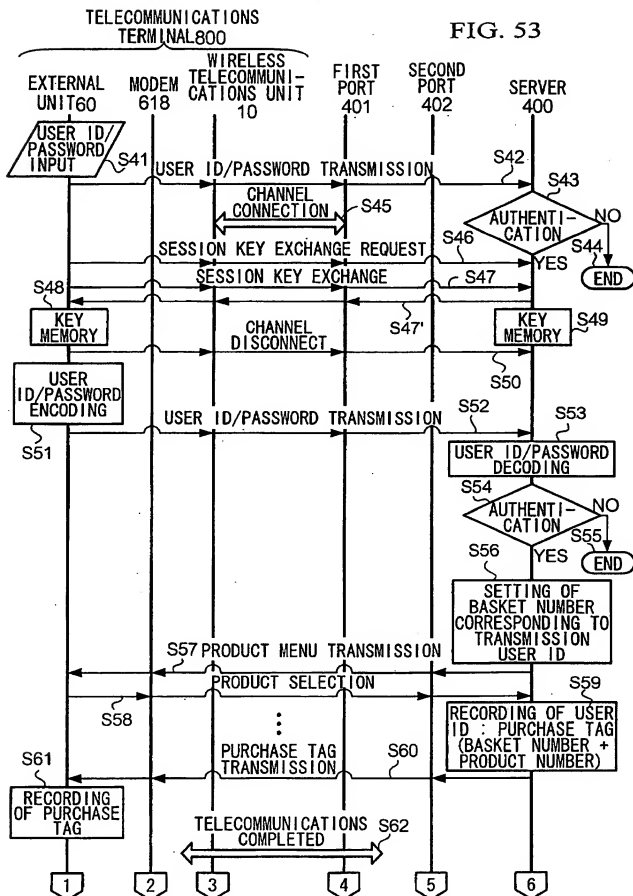 TELECOMMUNICATIONS
TERMINAL 800
FIG. 53
EXTERNAL
UNIT 60
MODEM
618
WIRELESS
TELECOMMUNI-
CATIONS UNIT
10
FIRST
PORT
401
SECOND
PORT
402
SERVER
400
USER ID/
PASSWORD
INPUT
S41
USER ID/PASSWORD TRANSMISSION
S42
S43
CHANNEL
CONNECTION
S45
AUTHENTI-
CATION
NO
S44
END
YES
SESSION KEY EXCHANGE REQUEST
S46
SESSION KEY EXCHANGE
S47
S48
S47'
KEY
MEMORY
KEY
MEMORY
S49
CHANNEL
DISCONNECT
S50
USER
ID/PASSWORD
ENCODING
S51
USER ID/PASSWORD TRANSMISSION
S52
S53
USER ID/PASSWORD
DECODING
S54
AUTHENTI-
CATION
NO
S55
END
YES
S56
SETTING OF
BASKET NUMBER
CORRESPONDING TO
TRANSMISSION
USER ID
S57
PRODUCT MENU TRANSMISSION
PRODUCT SELECTION
S58
S59
RECORDING OF USER
ID : PURCHASE TAG
(BASKET NUMBER +
PRODUCT NUMBER)
PURCHASE TAG
TRANSMISSION
S60
S61
RECORDING
OF PURCHASE
TAG
TELECOMMUNICATIONS
COMPLETED
S62
1 2 3 4 5 6